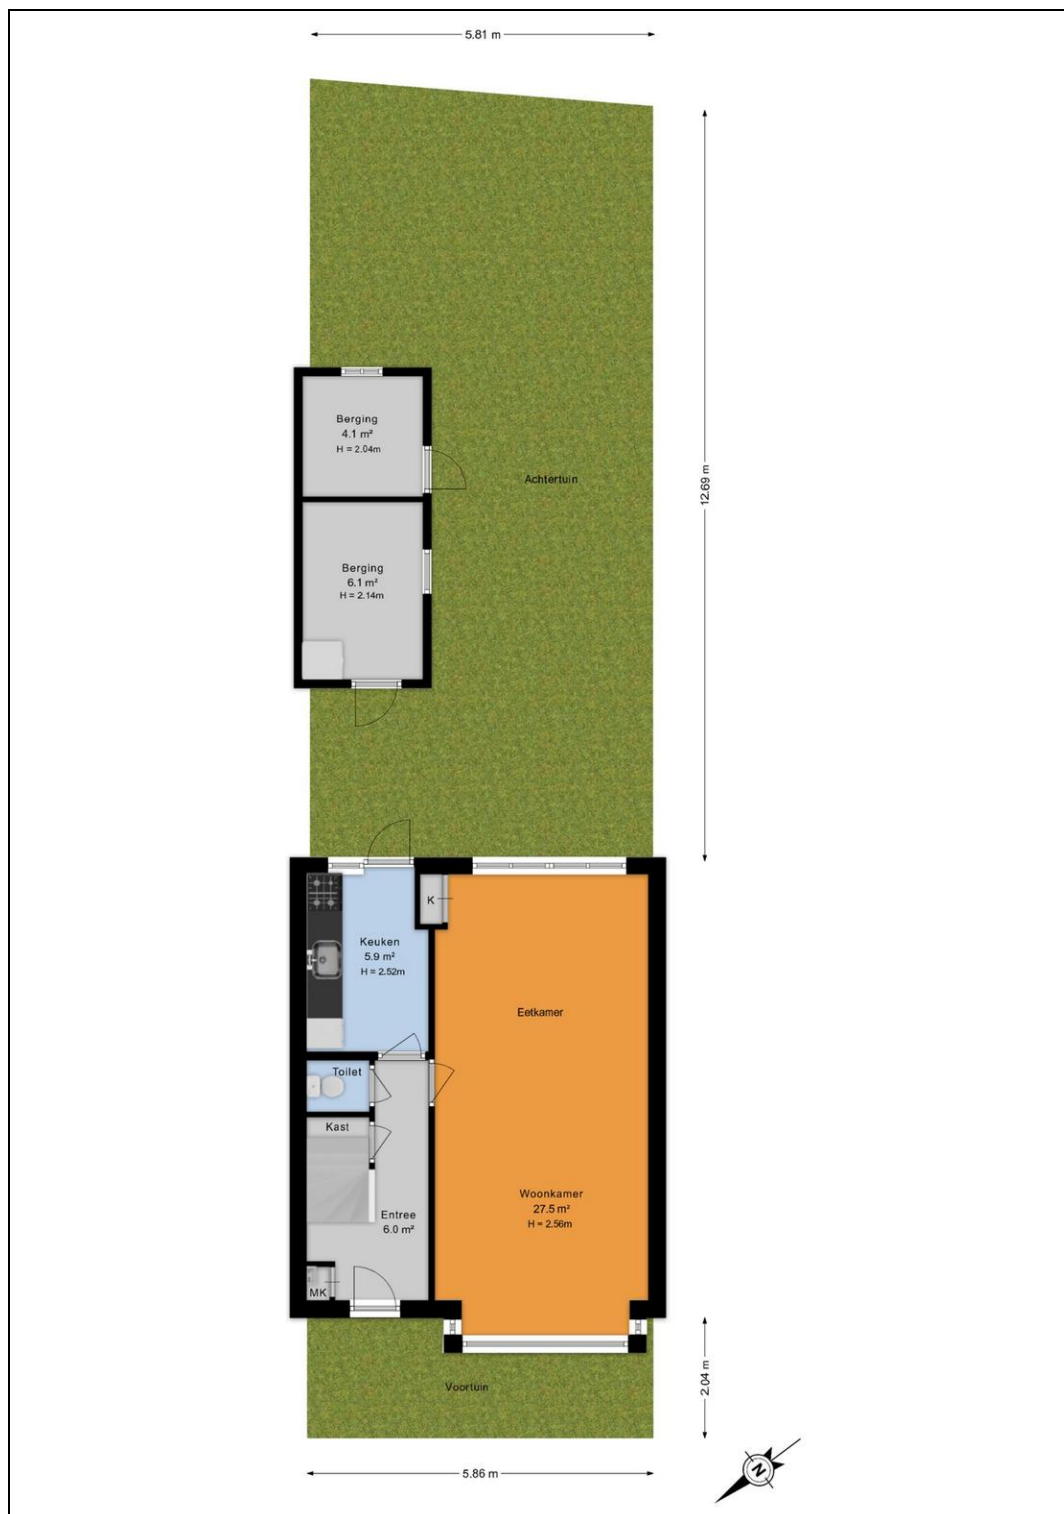 5.81 m
Berging
4.1 m²
H = 2.04m
Achtertuin
12.69 m
Berging
6.1 m²
H = 2.14m
K
Keuken
5.9 m²
H = 2.52m
Eetkamer
Toilet
Kast
Woonkamer
27.5 m²
H = 2.56m
Entree
6.0 m²
MK
Voortuin
2.04 m
5.86 m
N